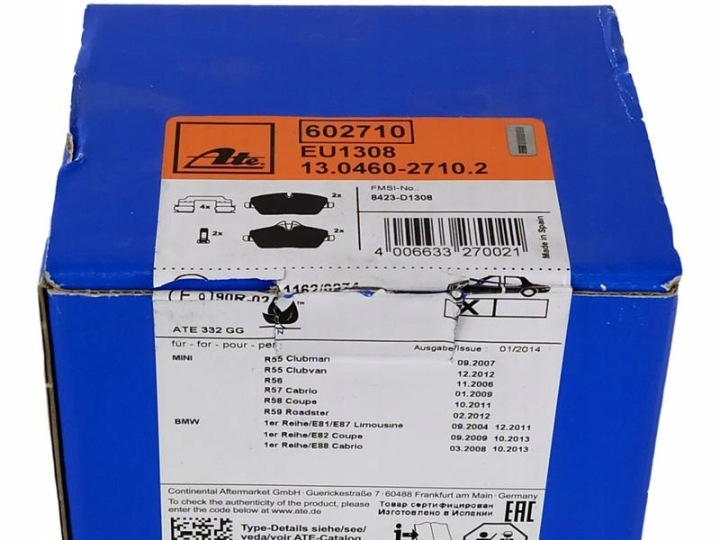 602710
Ate
EU1308
13.0460-2710.2
FMSI-No.:
8423-D1308
4x
2x
2x
2x
4 006633 270021
Made in Spain
X
ATE 332 GG
™
für - for - pour - per :
Ausgabe/Issue : 01/2014
MINI
R55 Clubman 09.2007
R55 Clubvan 12.2012
R56 11.2006
R57 Cabrio 01.2009
R58 Coupe 10.2011
R59 Roadster 02.2012
BMW
1er Reihe/E81/E87 Limousine 09.2004 12.2011
1er Reihe/E82 Coupe 09.2009 10.2013
1er Reihe/E88 Cabrio 03.2008 10.2013
Continental Aftermarket GmbH · Guerickestraße 7 · 60488 Frankfurt am Main · Germany
To check the authenticity of the product, please
enter the code below at www.ate.de
Товар сертифицирован
Изготовлено в Испании
EAC
Type-Details siehe/see/
veda/voir ATE-Catalog